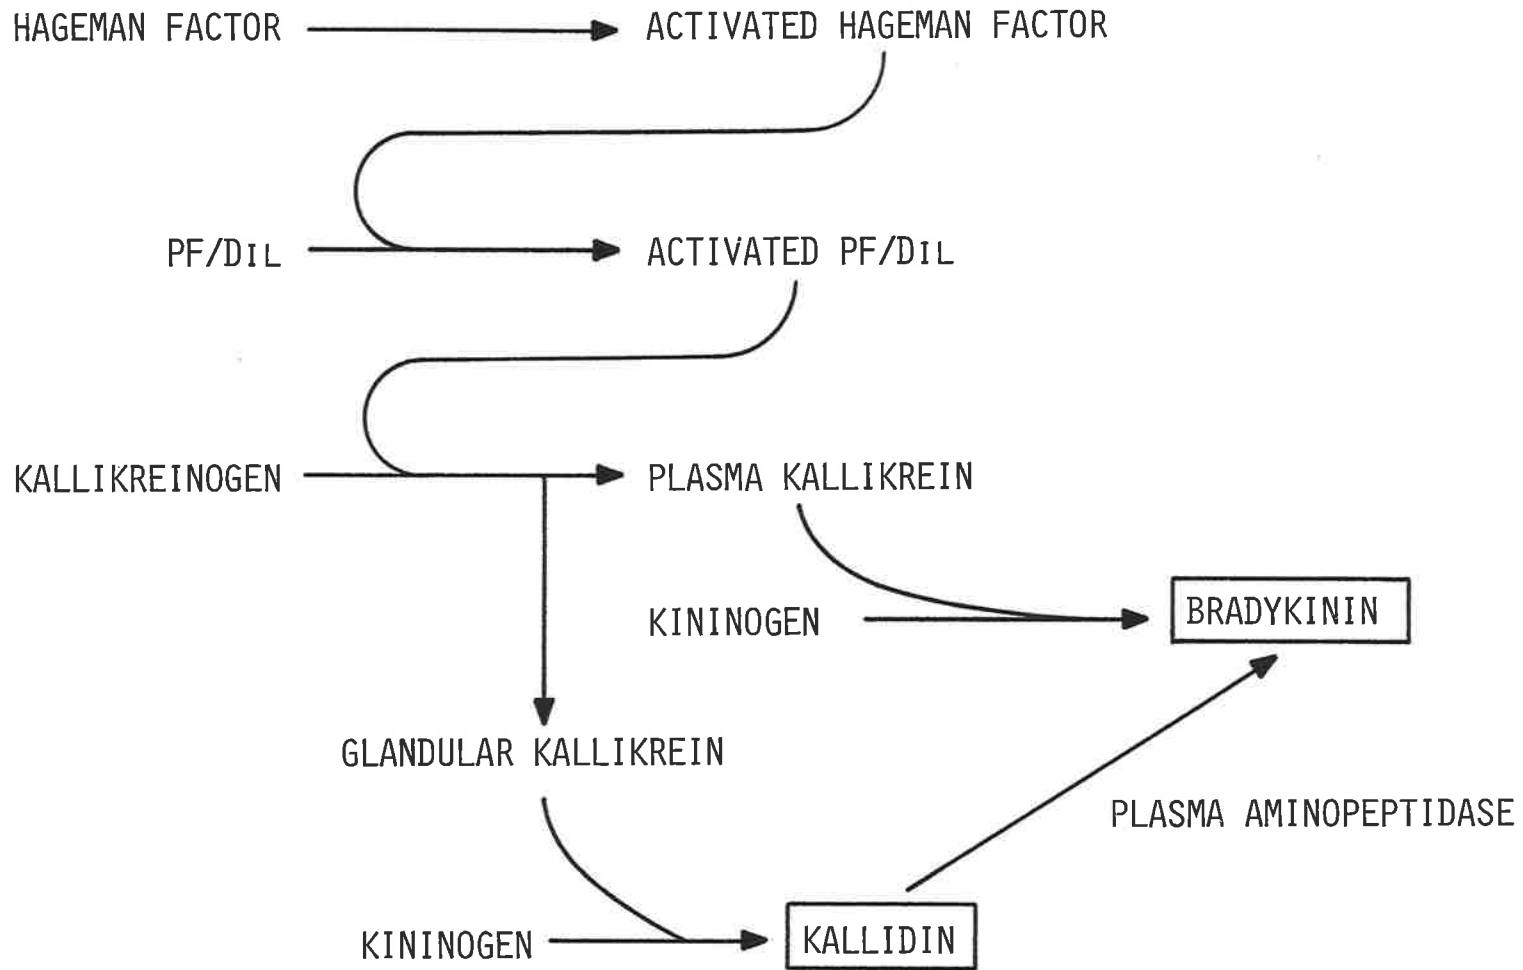 HAGEMAN FACTOR
ACTIVATED HAGEMAN FACTOR
PF/DIL
ACTIVATED PF/DIL
KALLIKREINOGEN
PLASMA KALLIKREIN
KININOGEN
BRADYKININ
GLANDULAR KALLIKREIN
PLASMA AMINOPEPTIDASE
KININOGEN
KALLIDIN